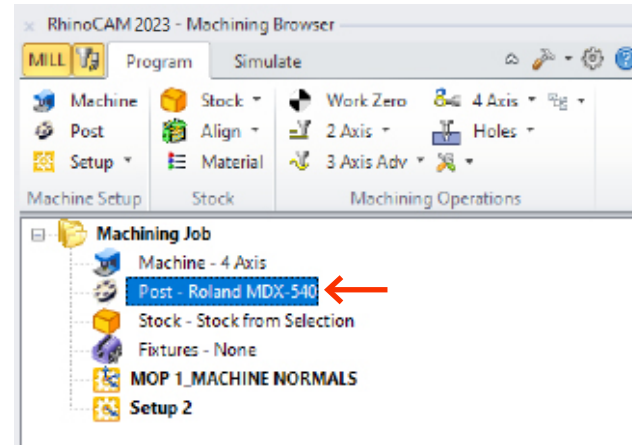 RhinoCAM 2023 - Machining Browser
MILL Program Simulate
Machine Stock Work Zero 4 Axis
Post Align 2 Axis Holes
Setup Material 3 Axis Adv
Machine Setup Stock Machining Operations
Machining Job
Machine - 4 Axis
Post - Roland MDX-540
Stock - Stock from Selection
Fixtures - None
MOP 1_MACHINE NORMALS
Setup 2